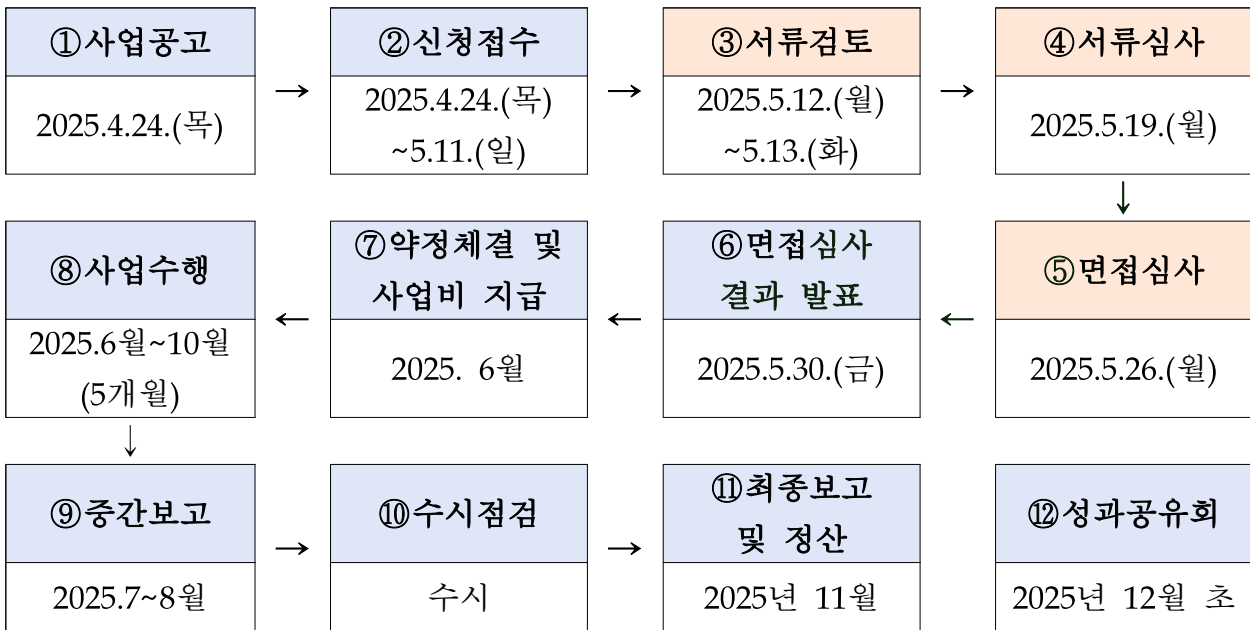 ①사업공고
2025.4.24.(목)
→
②신청접수
2025.4.24.(목)
~5.11.(일)
→
③서류검토
2025.5.12.(월)
~5.13.(화)
→
④서류심사
2025.5.19.(월)
↓
⑤면접심사
2025.5.26.(월)
←
⑥면접심사
결과 발표
2025.5.30.(금)
←
⑦약정체결 및
사업비 지급
2025. 6월
←
⑧사업수행
2025.6월~10월
(5개월)
↓
⑨중간보고
2025.7~8월
→
⑩수시점검
수시
→
⑪최종보고
및 정산
2025년 11월
⑫성과공유회
2025년 12월 초